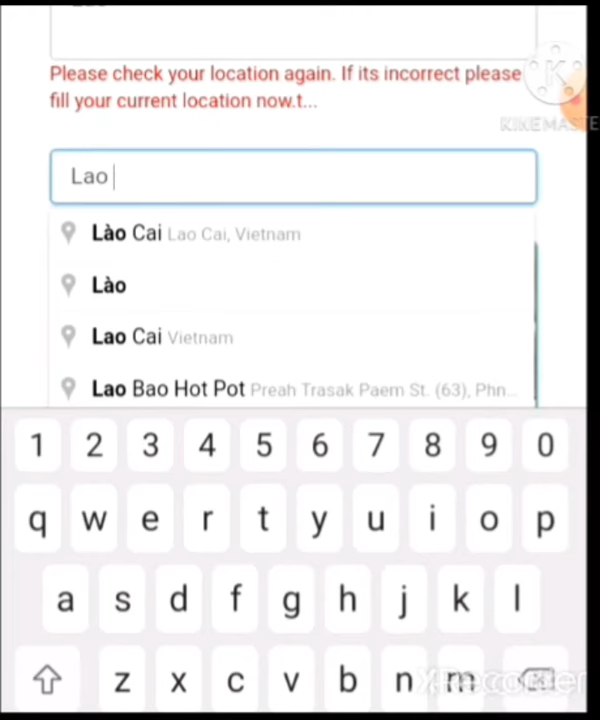 Please check your location again. If its incorrect please
fill your current location now.t...
KINEMASTE
Lao
Lào Cai Lao Cai, Vietnam
Lào
Lao Cai Vietnam
Lao Bao Hot Pot Preah Trasak Paem St. (63), Phn...
1 2 3 4 5 6 7 8 9 0
q w e r t y u i o p
a s d f g h j k l
z x c v b n m
XRecorder